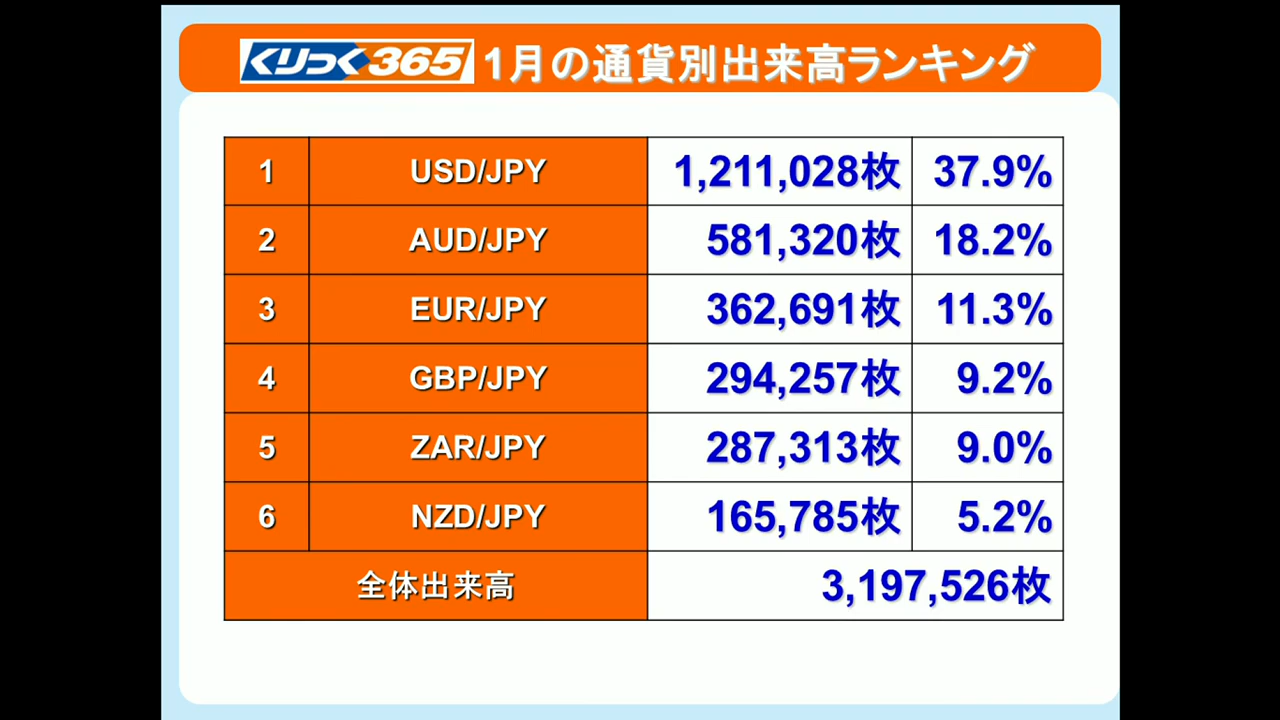 くりっく365 1月の通貨別出来高ランキング
1 USD/JPY 1,211,028枚 37.9%
2 AUD/JPY 581,320枚 18.2%
3 EUR/JPY 362,691枚 11.3%
4 GBP/JPY 294,257枚 9.2%
5 ZAR/JPY 287,313枚 9.0%
6 NZD/JPY 165,785枚 5.2%
全体出来高 3,197,526枚